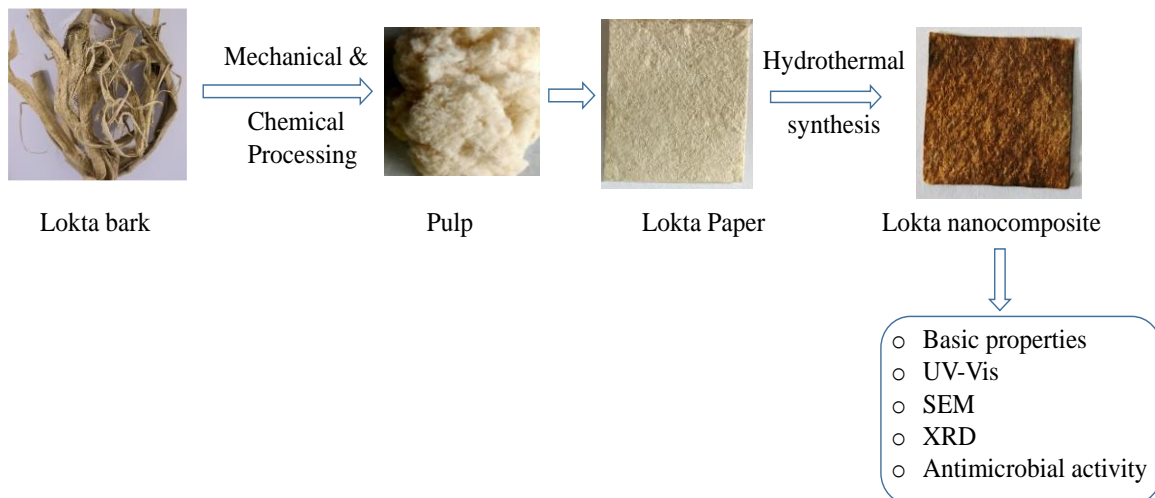 Mechanical &
Chemical
Processing
Hydrothermal
synthesis
Lokta bark
Pulp
Lokta Paper
Lokta nanocomposite
○ Basic properties
○ UV-Vis
○ SEM
○ XRD
○ Antimicrobial activity